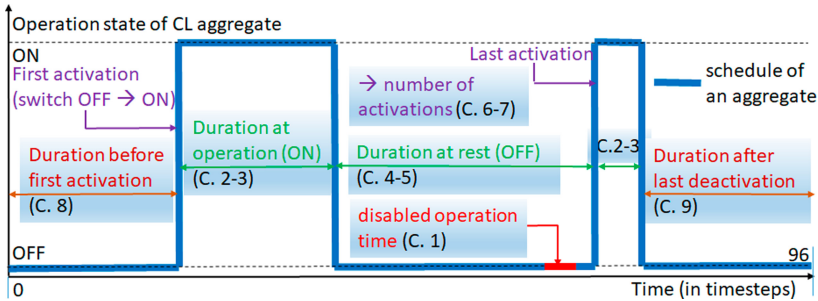 Operation state of CL aggregate
ON
First activation
(switch OFF → ON)
Last activation
→ number of
activations (C. 6-7)
schedule of
an aggregate
Duration at
operation (ON)
(C. 2-3)
Duration before
first activation
(C. 8)
Duration at rest (OFF)
(C. 4-5)
C.2-3
Duration after
last deactivation
(C. 9)
disabled operation
time (C. 1)
OFF
96
0
Time (in timesteps)